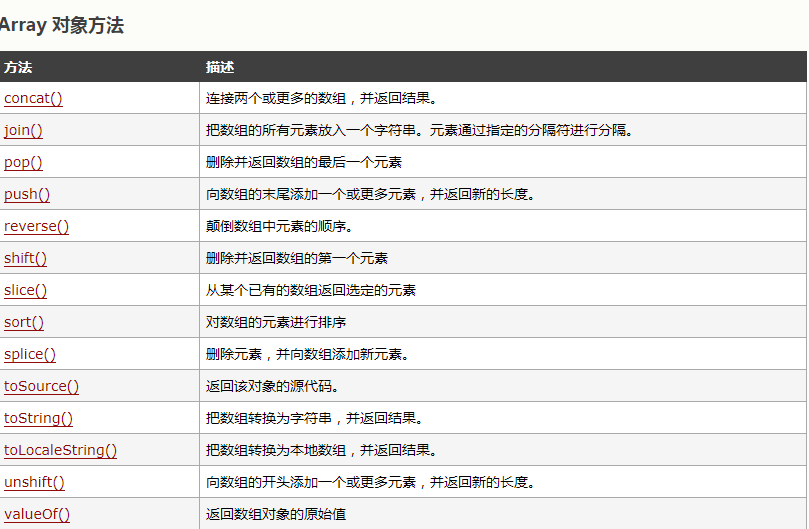 Array 对象方法
方法 描述
concat() 连接两个或更多的数组，并返回结果。
join() 把数组的所有元素放入一个字符串。元素通过指定的分隔符进行分隔。
pop() 删除并返回数组的最后一个元素
push() 向数组的末尾添加一个或更多元素，并返回新的长度。
reverse() 颠倒数组中元素的顺序。
shift() 删除并返回数组的第一个元素
slice() 从某个已有的数组返回选定的元素
sort() 对数组的元素进行排序
splice() 删除元素，并向数组添加新元素。
toSource() 返回该对象的源代码。
toString() 把数组转换为字符串，并返回结果。
toLocaleString() 把数组转换为本地数组，并返回结果。
unshift() 向数组的开头添加一个或更多元素，并返回新的长度。
valueOf() 返回数组对象的原始值